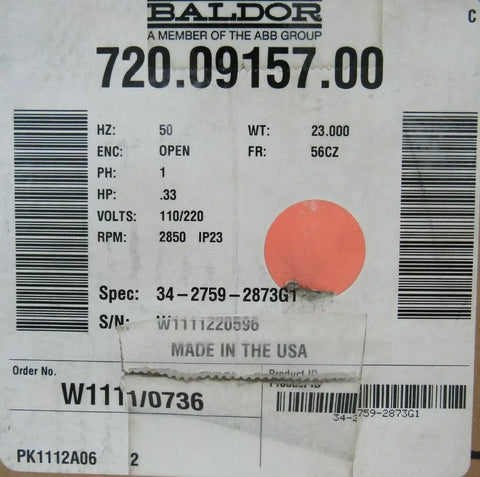 BALDOR
A MEMBER OF THE ABB GROUP
C
720.09157.00
HZ: 50 WT: 23.000
ENC: OPEN FR: 56CZ
PH: 1
HP: .33
VOLTS: 110/220
RPM: 2850 IP23
Spec: 34-2759-2873G1
S/N: W1111220596
MADE IN THE USA
Order No. Product ID
W1111/0736
34-2759-2873G1
PK1112A06 2